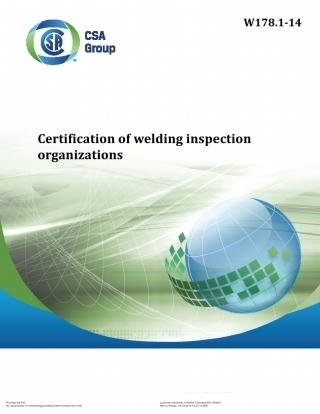 W178.1-14
CSA
Group
Certification of welding inspection
organizations